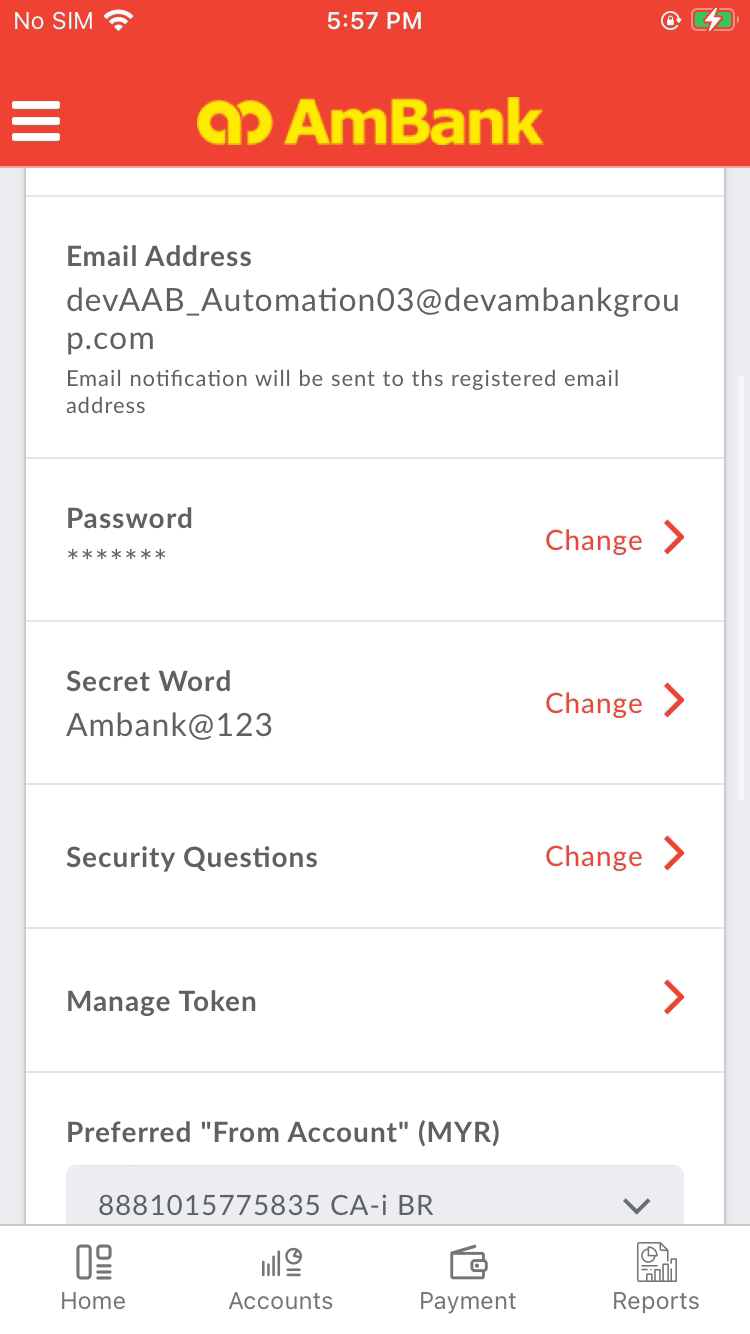 No SIM 5:57 PM
AmBank
Email Address
devAAB_Automation03@devambankgrou
p.com
Email notification will be sent to ths registered email
address
Password
*******
Change
Secret Word
Ambank@123
Change
Security Questions
Change
Manage Token
Preferred "From Account" (MYR)
8881015775835 CA-i BR
Home Accounts Payment Reports